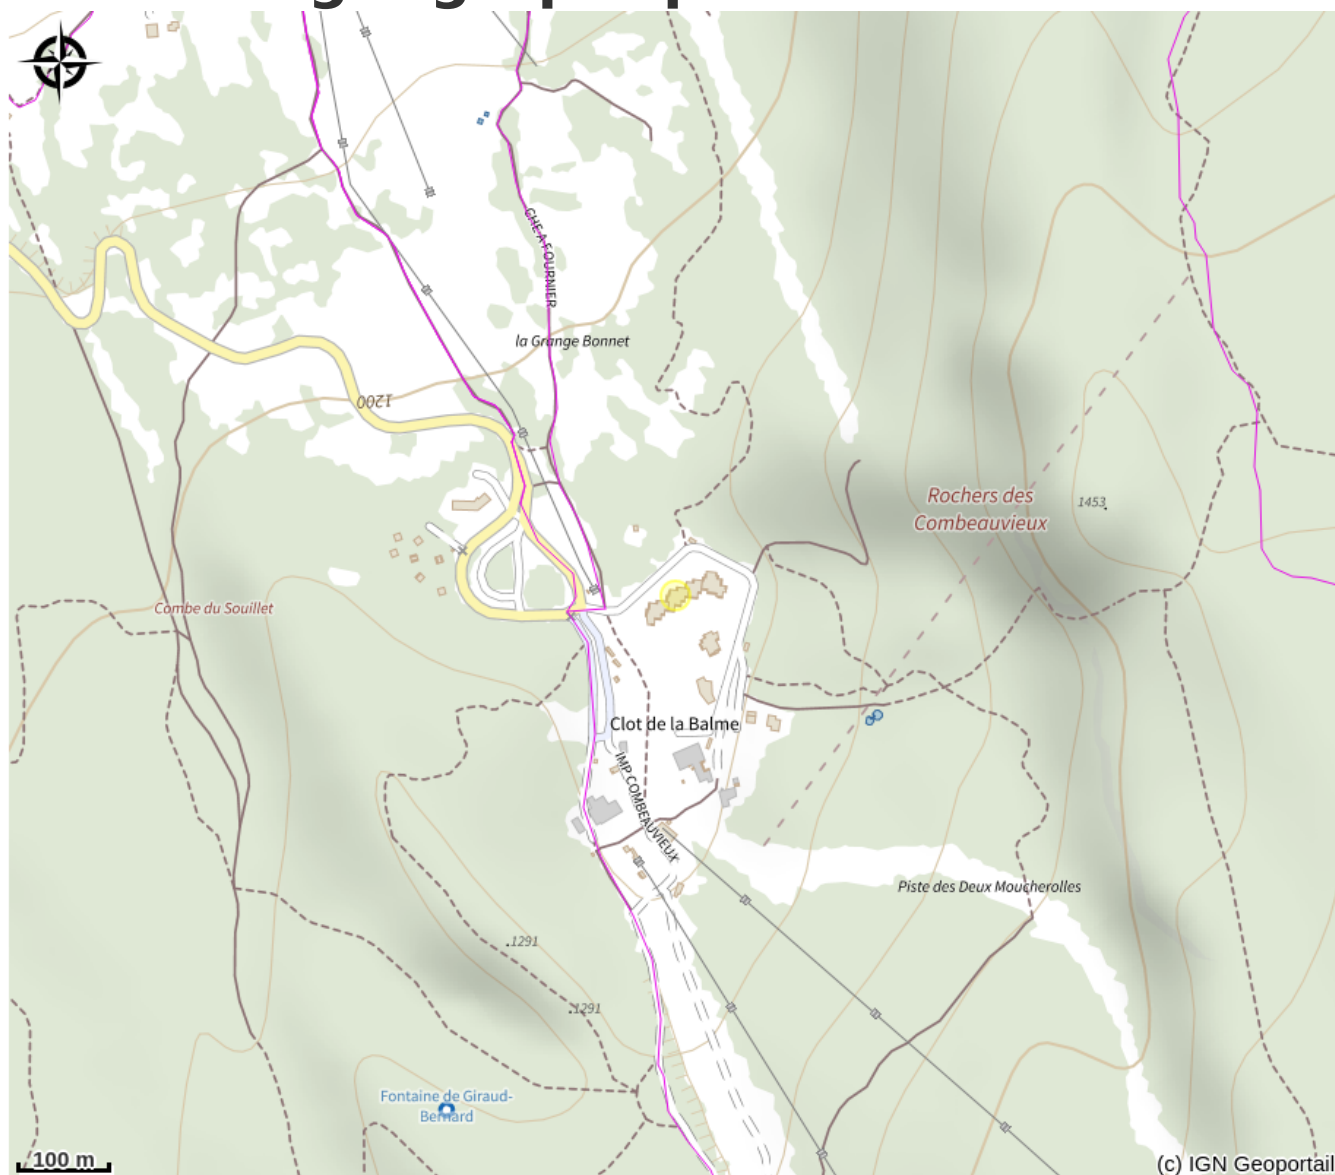 CHE A FOURNIER
la Grange Bonnet
1200
Rochers des
Combeauvieux
1453
Combe du Souillet
Clot de la Balme
IMP COMBEAUVIEUX
Piste des Deux Moucherolles
1291
1291
Fontaine de Giraud-
Bernard
100 m
(c) IGN Geoportail